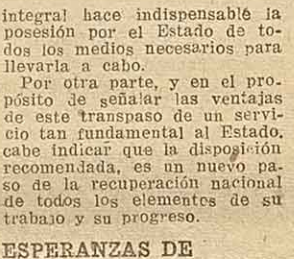 integral hace indispensable la
posesión por el Estado de to-
dos los medios necesarios para
llevarla a cabo.
Por otra parte, y en el pro-
pósito de señalar las ventajas
de este transpaso de un servi-
cio tan fundamental al Estado,
cabe indicar que la disposición
recomendada, es un nuevo pa-
so de la recuperación nacional
de todos los elementos de su
trabajo y su progreso.
ESPERANZAS DE